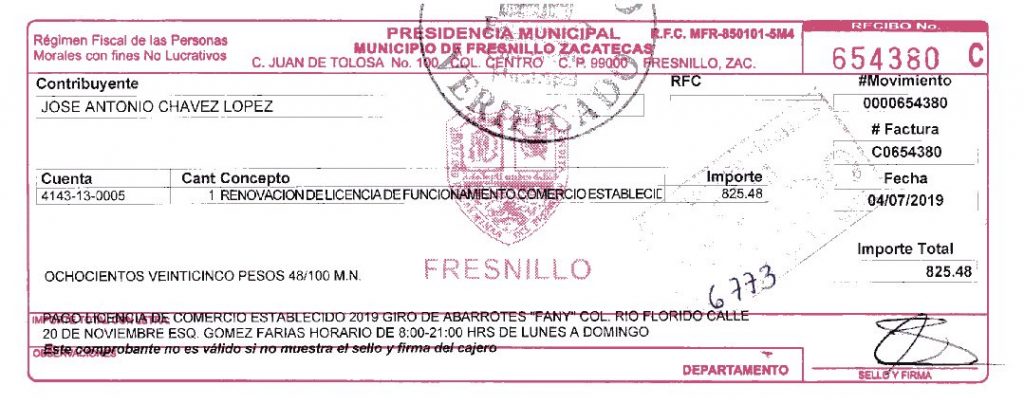 Régimen Fiscal de las Personas
Morales con fines No Lucrativos
PRESIDENCIA MUNICIPAL
MUNICIPIO DE FRESNILLO ZACATECAS
C. JUAN DE TOLOSA No. 100 COL. CENTRO C. P. 99000 FRESNILLO, ZAC.
R.F.C. MFR-850101-5M4
RECIBO No.
654380 C
Contribuyente
JOSE ANTONIO CHAVEZ LOPEZ
RFC
#Movimiento
0000654380
# Factura
C0654380
VERIFICADO
Cuenta Cant Concepto Importe
4143-13-0005 1 RENOVACION DE LICENCIA DE FUNCIONAMIENTO COMERCIO ESTABLECID 825.48
Fecha
04/07/2019
Importe Total
825.48
OCHOCIENTOS VEINTICINCO PESOS 48/100 M.N.
FRESNILLO
6773
PAGO LICENCIA DE COMERCIO ESTABLECIDO 2019 GIRO DE ABARROTES "FANY" COL. RIO FLORIDO CALLE
20 DE NOVIEMBRE ESQ. GOMEZ FARIAS HORARIO DE 8:00-21:00 HRS DE LUNES A DOMINGO
Este comprobante no es válido si no muestra el sello y firma del cajero
OBSERVACIONES
DEPARTAMENTO
SELLO Y FIRMA